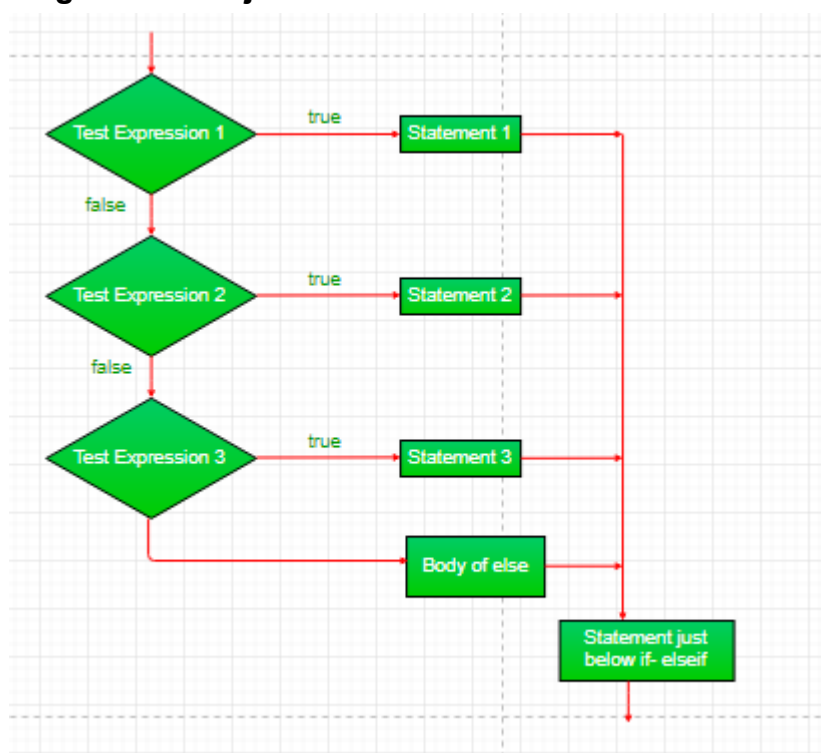 Test Expression 1
true
Statement 1
false
Test Expression 2
true
Statement 2
false
Test Expression 3
true
Statement 3
Body of else
Statement just
below if- elseif